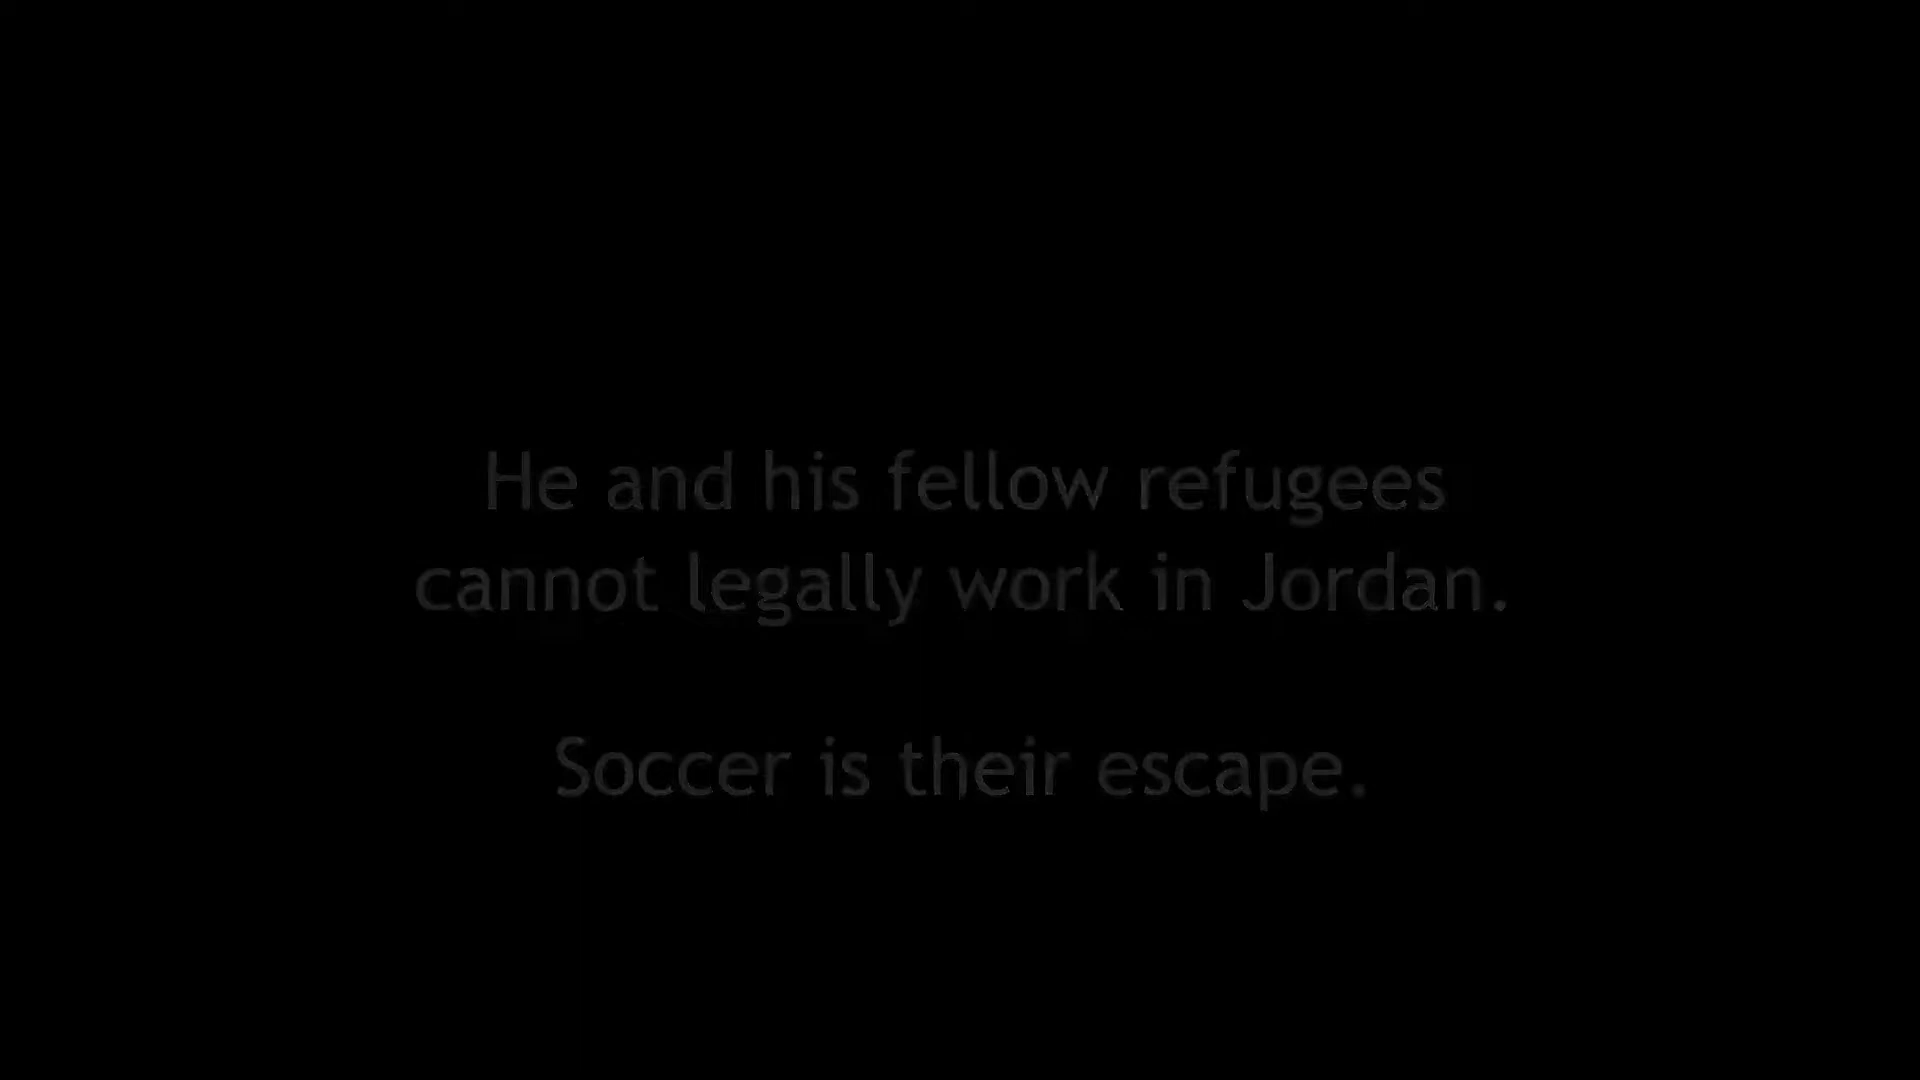 He and his fellow refugees
cannot legally work in Jordan.
Soccer is their escape.